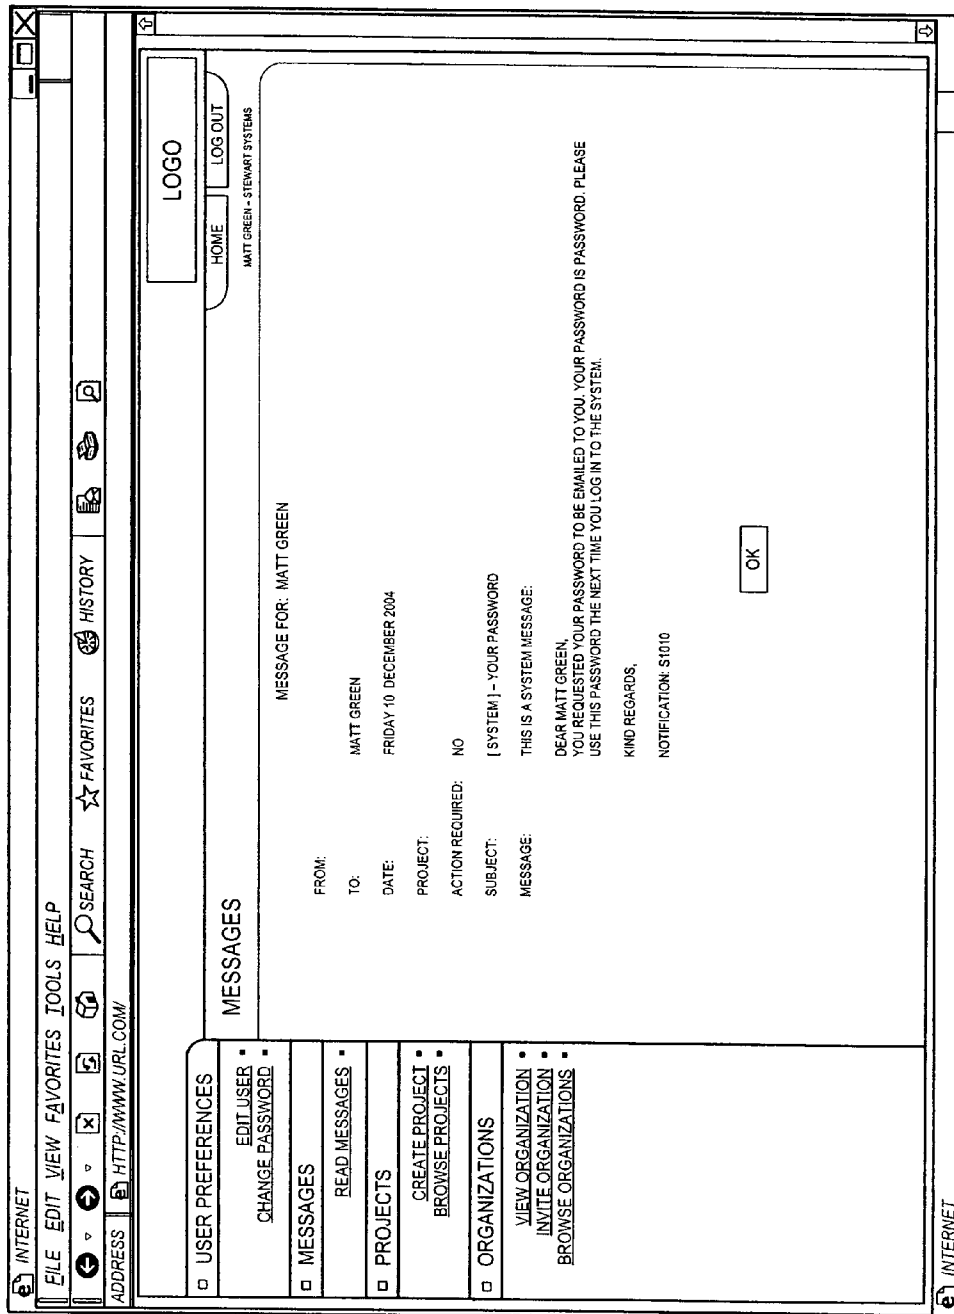 INTERNET
FILE EDIT VIEW FAVORITES TOOLS HELP
SEARCH FAVORITES HISTORY
ADDRESS HTTP://WWW.URL.COM/
LOGO
HOME LOG OUT
MATT GREEN – STEWART SYSTEMS
USER PREFERENCES
EDIT USER
CHANGE PASSWORD
MESSAGES
READ MESSAGES
PROJECTS
CREATE PROJECT
BROWSE PROJECTS
ORGANIZATIONS
VIEW ORGANIZATION
INVITE ORGANIZATION
BROWSE ORGANIZATIONS
MESSAGES
MESSAGE FOR: MATT GREEN
FROM:
TO: MATT GREEN
DATE: FRIDAY 10 DECEMBER 2004
PROJECT:
ACTION REQUIRED: NO
SUBJECT: [ SYSTEM ] – YOUR PASSWORD
MESSAGE: THIS IS A SYSTEM MESSAGE:
DEAR MATT GREEN,
YOU REQUESTED YOUR PASSWORD TO BE EMAILED TO YOU. YOUR PASSWORD IS PASSWORD. PLEASE
USE THIS PASSWORD THE NEXT TIME YOU LOG IN TO THE SYSTEM.
KIND REGARDS,
NOTIFICATION: S1010
OK
INTERNET